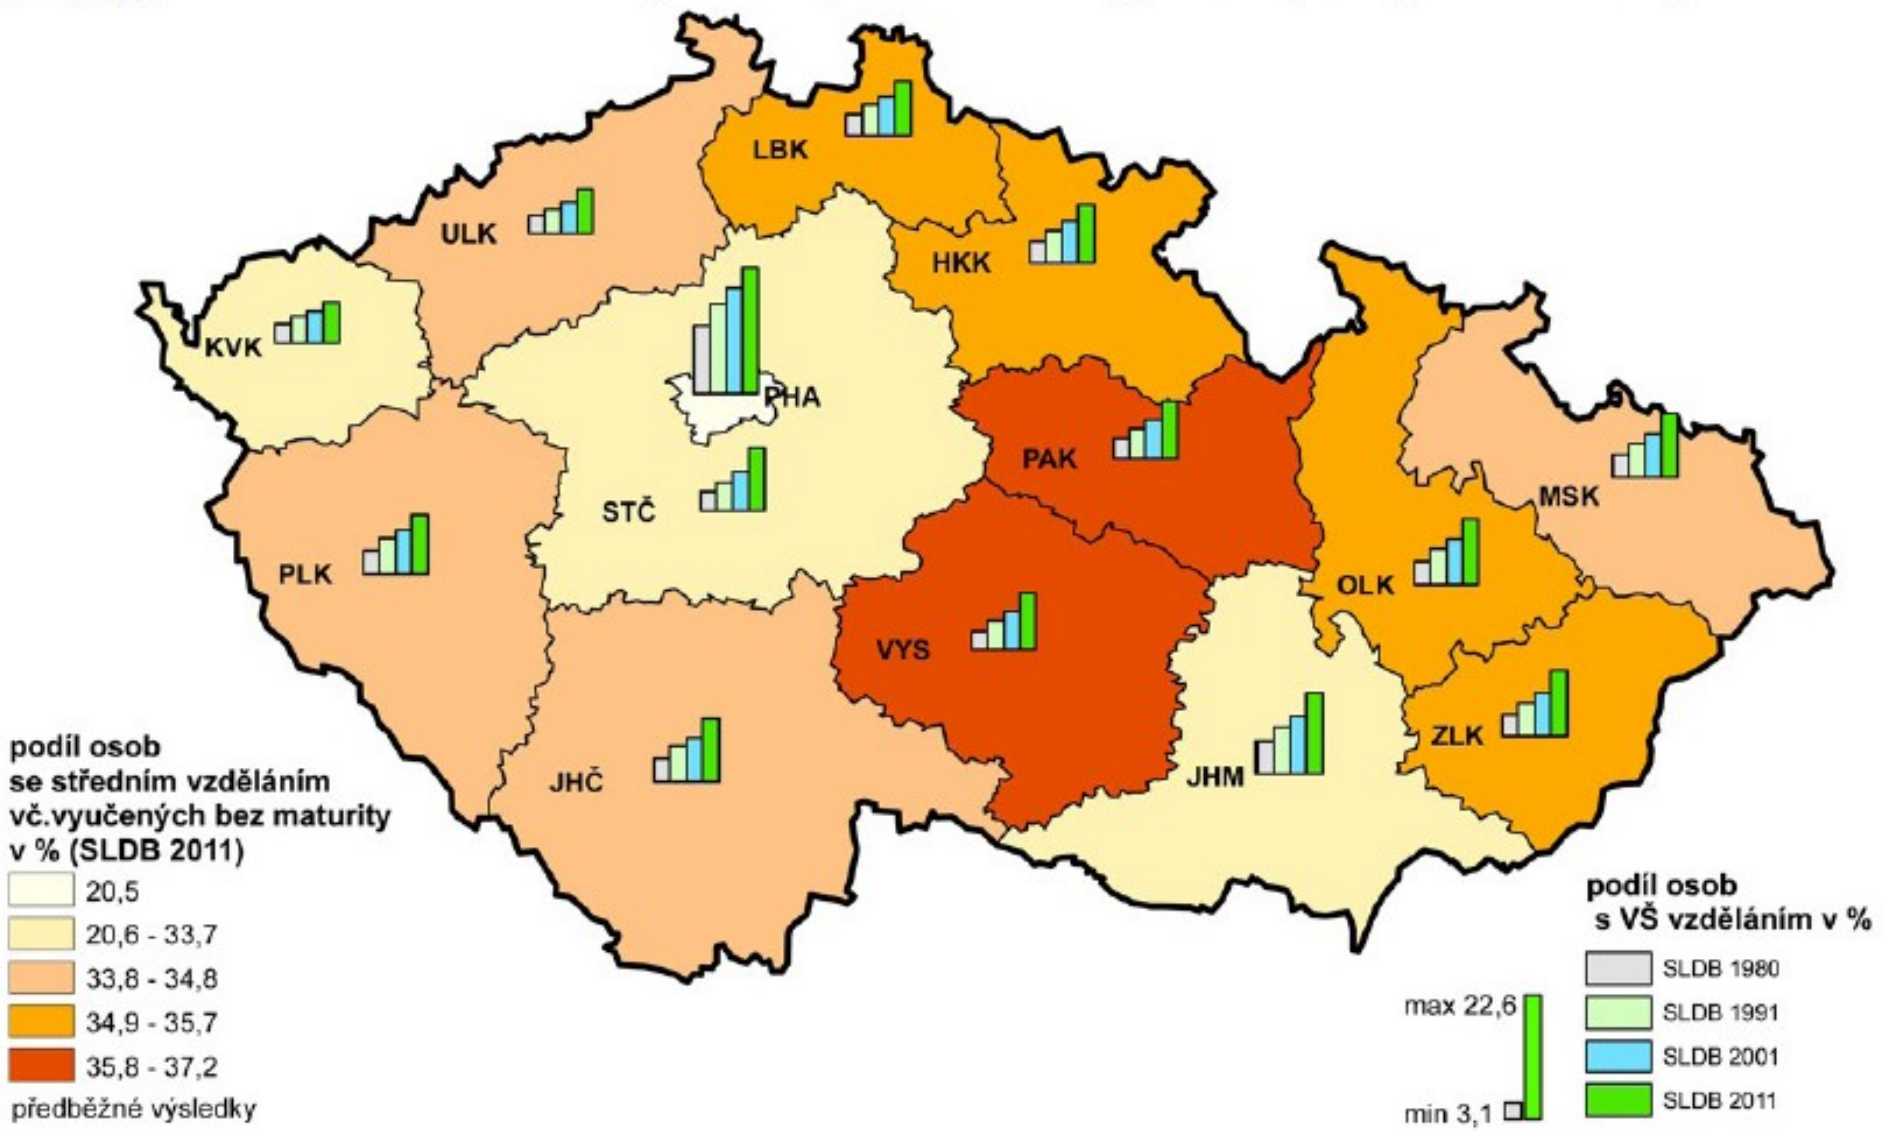 LBK
ULK
HKK
KVK
PHA
PAK
STČ
MSK
PLK
OLK
VYS
ZLK
JHČ
JHM
podíl osob
se středním vzděláním
vč.vyučených bez maturity
v % (SLDB 2011)
20,5
20,6 - 33,7
33,8 - 34,8
34,9 - 35,7
35,8 - 37,2
předběžné výsledky
podíl osob
s VŠ vzděláním v %
SLDB 1980
SLDB 1991
SLDB 2001
SLDB 2011
max 22,6
min 3,1